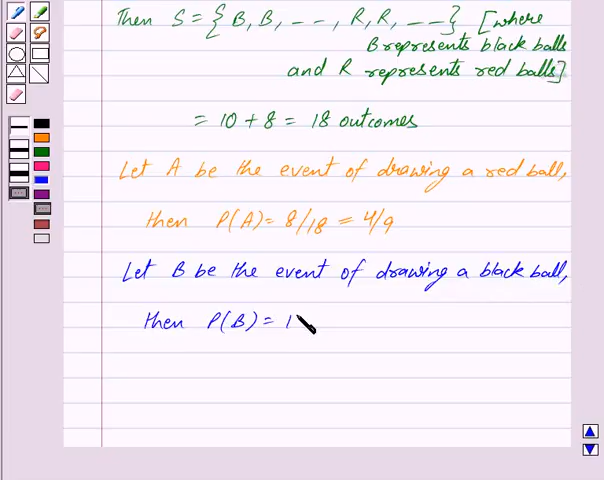 Then S = { B, B, - - , R, R, - - - } [where
B represents black balls
and R represents red balls]
= 10 + 8 = 18 outcomes
Let A be the event of drawing a red ball,
then P(A) = 8/18 = 4/9
Let B be the event of drawing a black ball,
then P(B) = 1